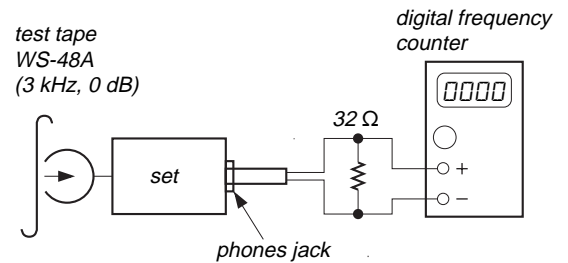 test tape
WS-48A
(3 kHz, 0 dB)
digital frequency
counter
0000
32 Ω
set
+
–
phones jack